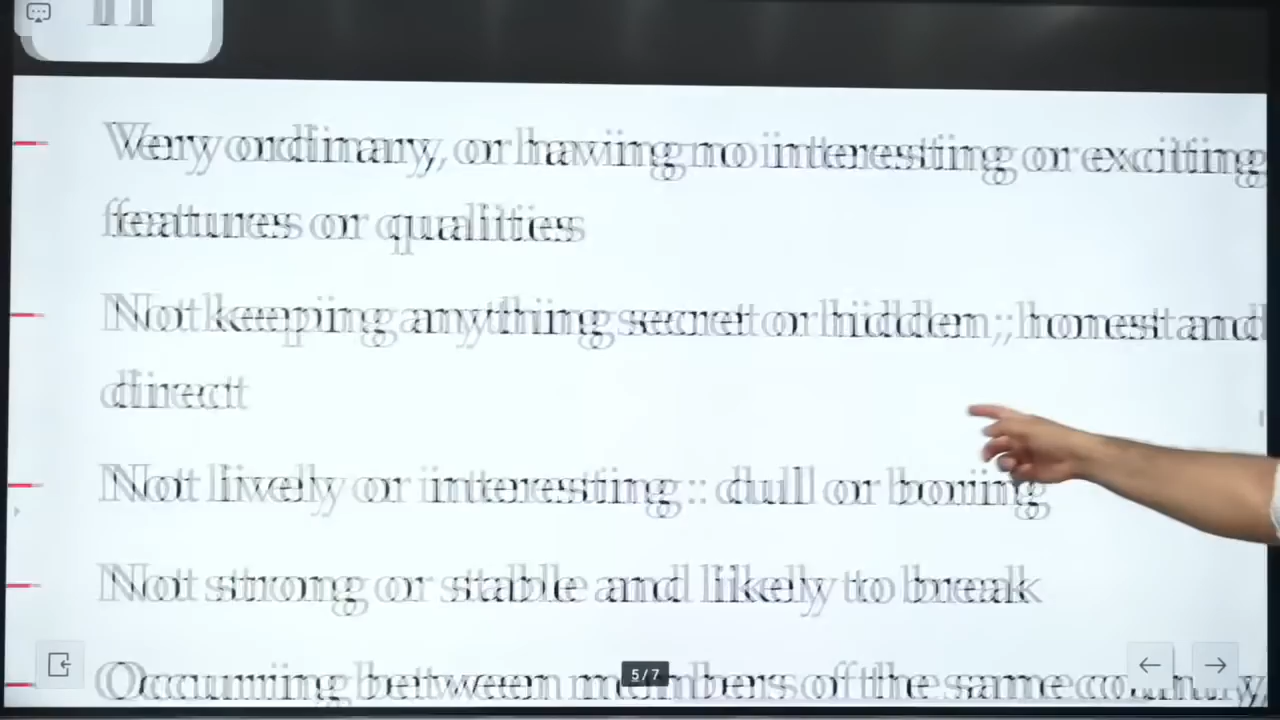 Very ordinary, or having no interesting or exciting
features or qualities
Not keeping anything secret or hidden; honest and
direct
Not lively or interesting : dull or boring
Not strong or stable and likely to break
Occurring between members of the same country,
5/7